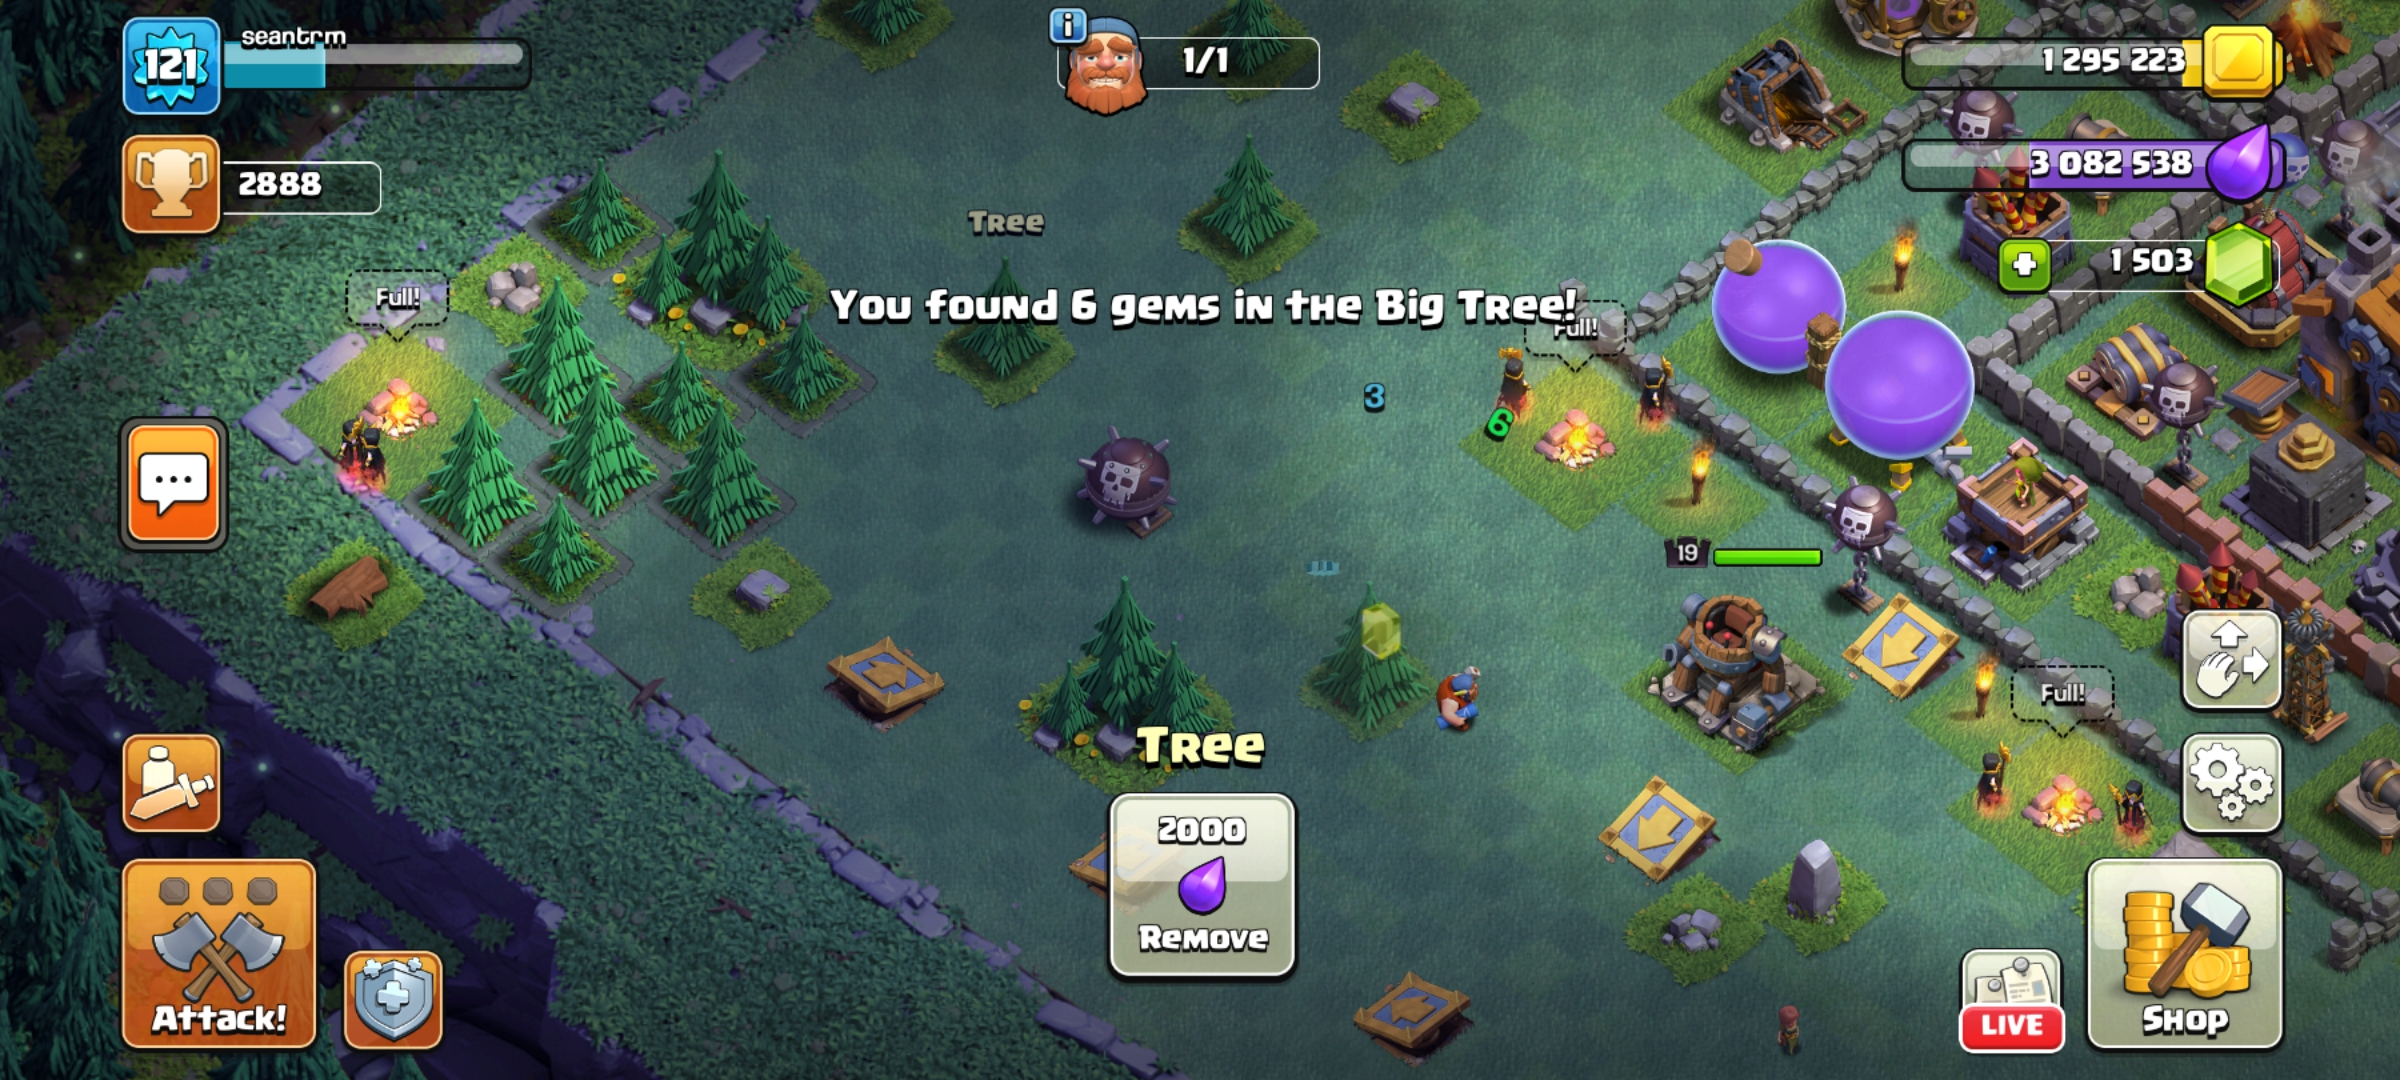 121
seantrm
1/1
1 295 223
2888
3 082 538
Tree
1 503
Full!
You found 6 gems in the Big Tree!
Full!
3
6
19
Full!
Tree
2000
Remove
Attack!
LIVE
Shop